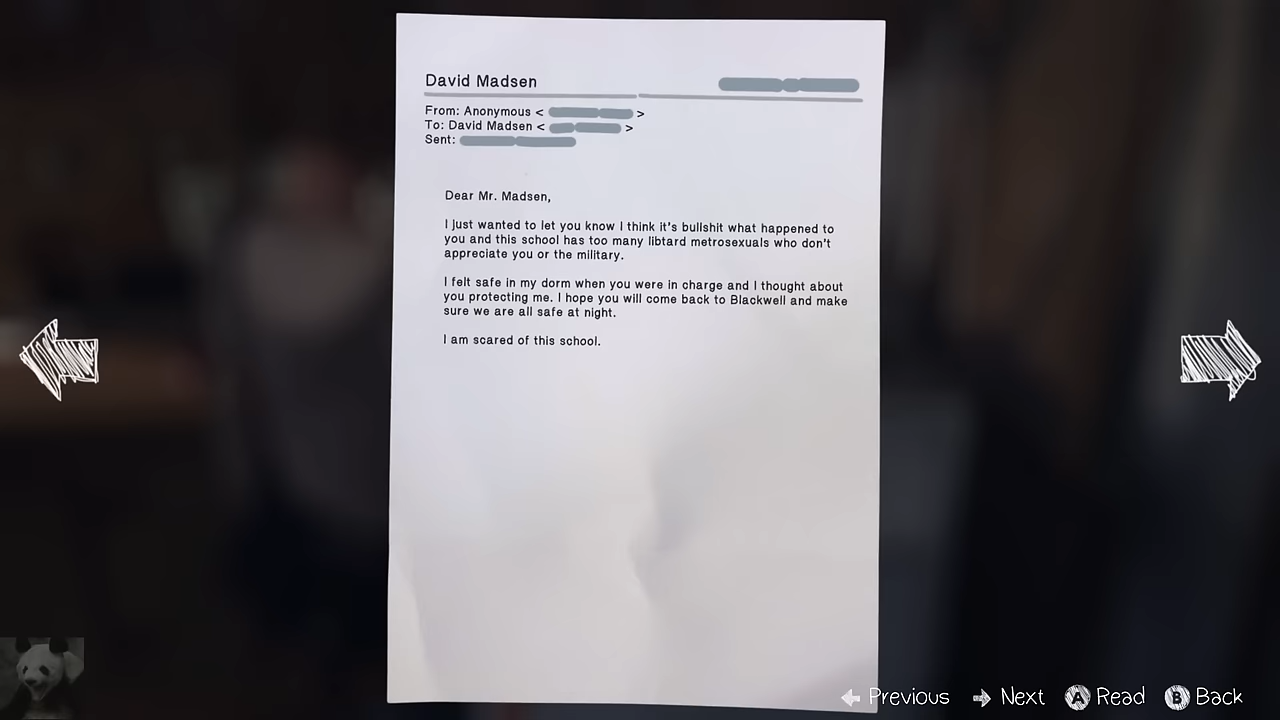 David Madsen
From: Anonymous < >
To: David Madsen < >
Sent:
Dear Mr. Madsen,
I just wanted to let you know I think it's bullshit what happened to
you and this school has too many libtard metrosexuals who don't
appreciate you or the military.
I felt safe in my dorm when you were in charge and I thought about
you protecting me. I hope you will come back to Blackwell and make
sure we are all safe at night.
I am scared of this school.
Previous Next A Read B Back